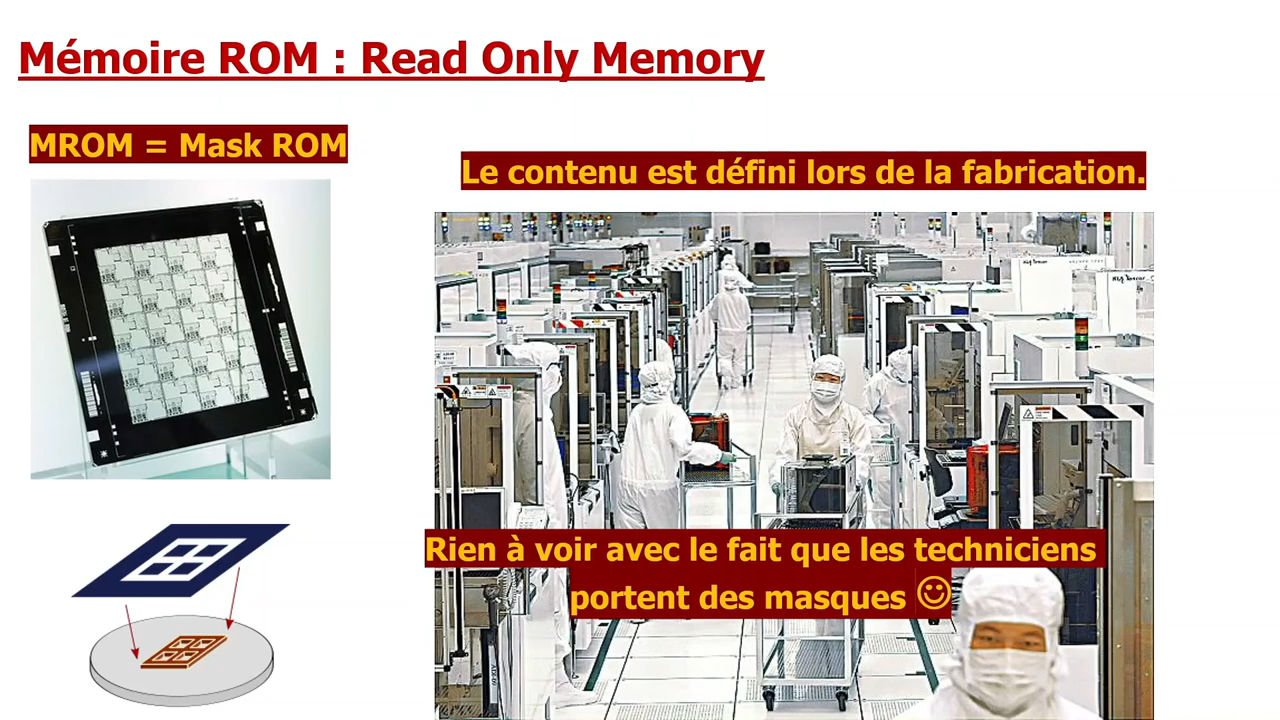 Mémoire ROM : Read Only Memory
MROM = Mask ROM
Le contenu est défini lors de la fabrication.
Rien à voir avec le fait que les techniciens
portent des masques ☺